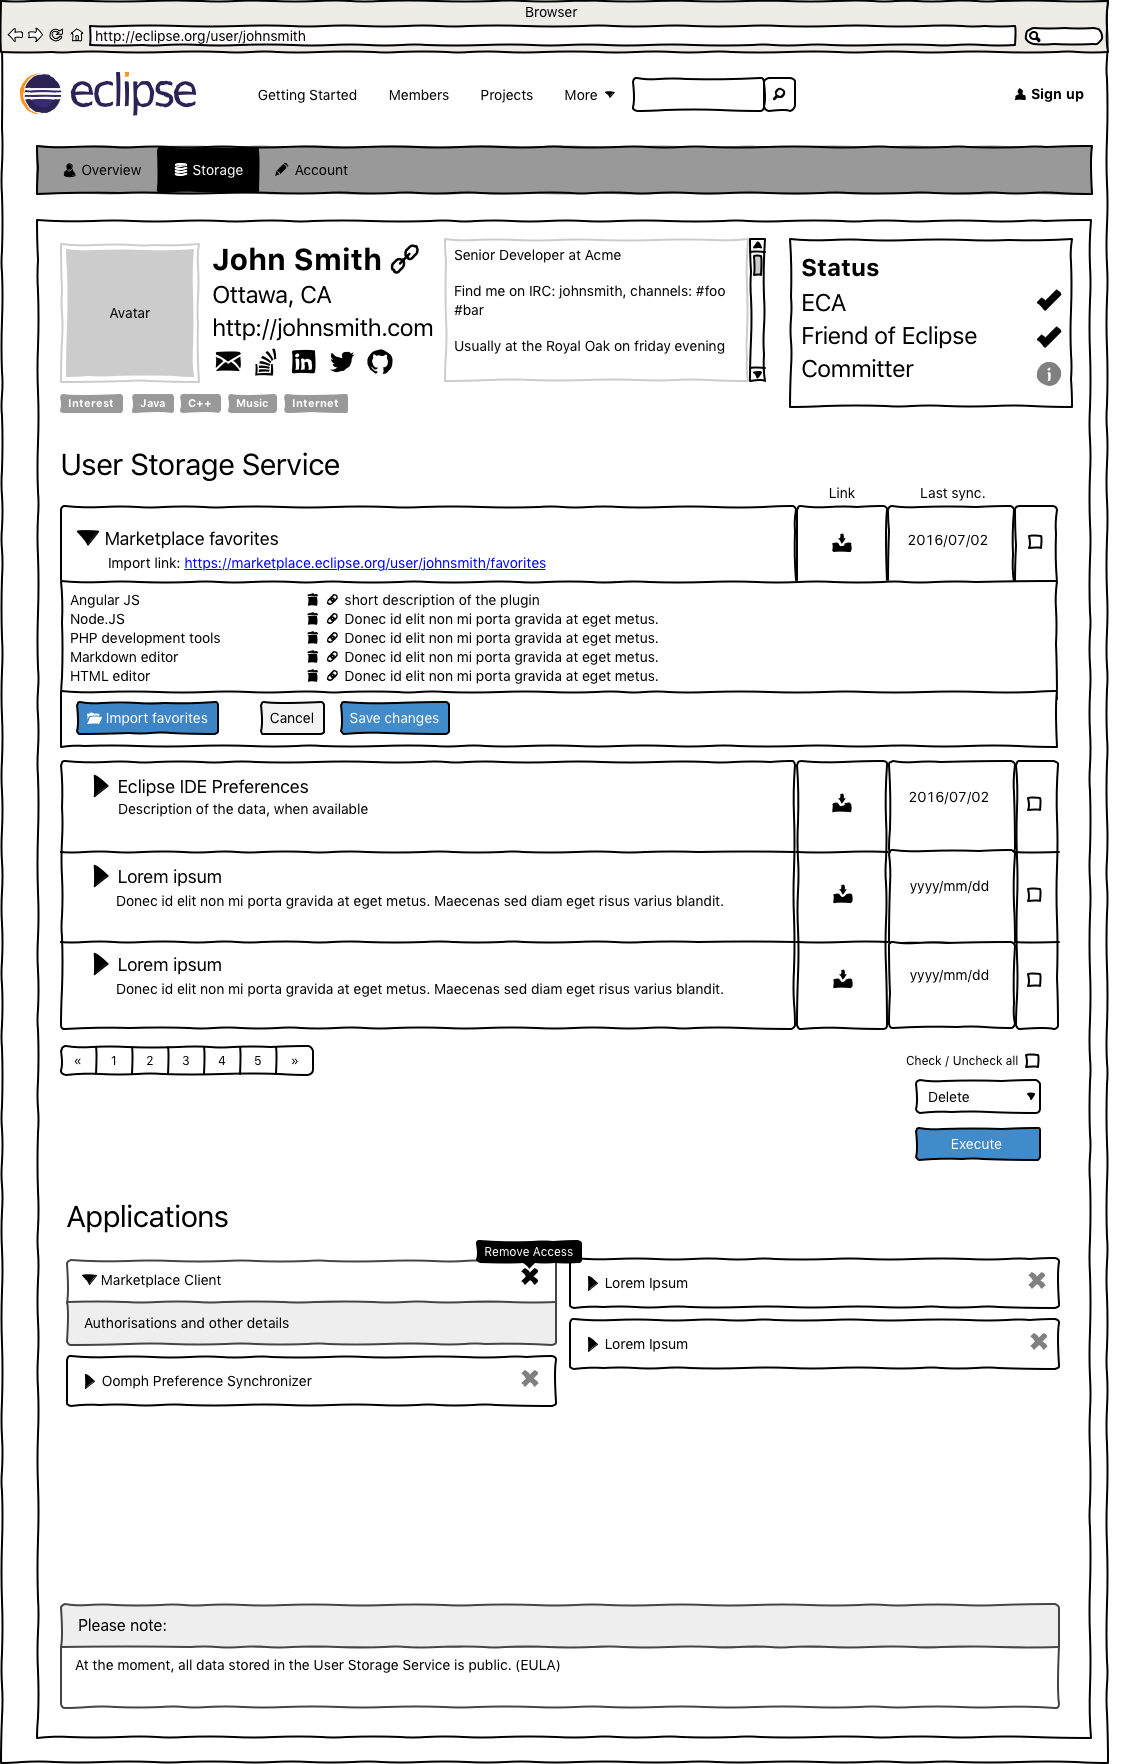 Browser
http://eclipse.org/user/johnsmith
eclipse
Getting Started Members Projects More
Sign up
Overview Storage Account
Avatar
John Smith
Ottawa, CA
http://johnsmith.com
Interest Java C++ Music Internet
Senior Developer at Acme
Find me on IRC: johnsmith, channels: #foo
#bar
Usually at the Royal Oak on friday evening
Status
ECA
Friend of Eclipse
Committer
User Storage Service
Link Last sync.
Marketplace favorites
Import link: https://marketplace.eclipse.org/user/johnsmith/favorites
2016/07/02
Angular JS short description of the plugin
Node.JS Donec id elit non mi porta gravida at eget metus.
PHP development tools Donec id elit non mi porta gravida at eget metus.
Markdown editor Donec id elit non mi porta gravida at eget metus.
HTML editor Donec id elit non mi porta gravida at eget metus.
Import favorites Cancel Save changes
Eclipse IDE Preferences
Description of the data, when available
2016/07/02
Lorem ipsum
Donec id elit non mi porta gravida at eget metus. Maecenas sed diam eget risus varius blandit.
yyyy/mm/dd
Lorem ipsum
Donec id elit non mi porta gravida at eget metus. Maecenas sed diam eget risus varius blandit.
yyyy/mm/dd
« 1 2 3 4 5 »
Check / Uncheck all
Delete
Execute
Applications
Remove Access
Marketplace Client
Authorisations and other details
Oomph Preference Synchronizer
Lorem Ipsum
Lorem Ipsum
Please note:
At the moment, all data stored in the User Storage Service is public. (EULA)